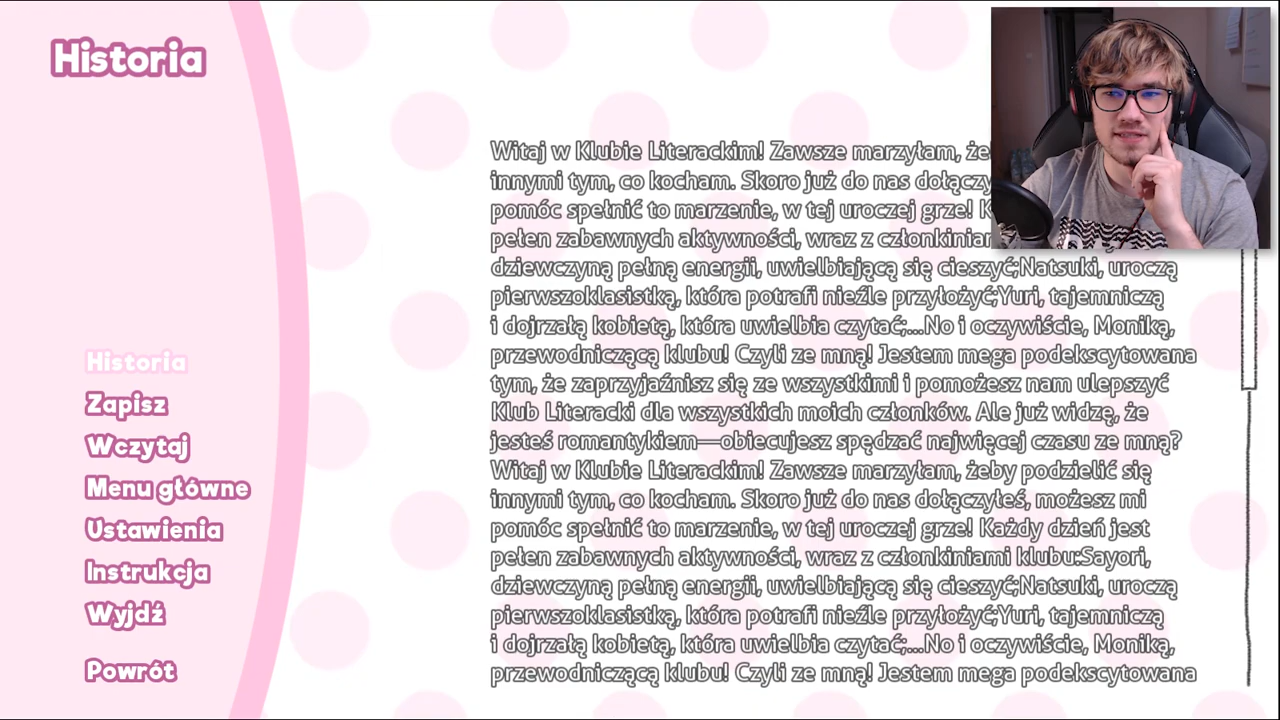 Historia
Witaj w Klubie Literackim! Zawsze marzyłam,
innymi tym, co kocham. Skoro już do nas
pomóc spełnić to marzenie, w tej uroczej grze!
pełen zabawnych aktywności, wraz z
dziewczyną pełną energii, uwielbiającą się cieszyć;Natsuki, uroczą
pierwszoklasistką, która potrafi nieźle przyłożyć;Yuri, tajemniczą
i dojrzałą kobietą, która uwielbia czytać;...No i oczywiście, Moniką,
przewodniczącą klubu! Czyli ze mną! Jestem mega podekscytowana
tym, że zaprzyjaźnisz się ze wszystkimi i pomożesz nam ulepszyć
Klub Literacki dla wszystkich moich członków. Ale już widzę, że
jesteś romantykiem—obiecujesz spędzać najwięcej czasu ze mną?
Witaj w Klubie Literackim! Zawsze marzyłam, żeby podzielić się
innymi tym, co kocham. Skoro już do nas dołączyłeś, możesz mi
pomóc spełnić to marzenie, w tej uroczej grze! Każdy dzień jest
pełen zabawnych aktywności, wraz z członkiniami klubu:Sayori,
dziewczyną pełną energii, uwielbiającą się cieszyć;Natsuki, uroczą
pierwszoklasistką, która potrafi nieźle przyłożyć;Yuri, tajemniczą
i dojrzałą kobietą, która uwielbia czytać;...No i oczywiście, Moniką,
przewodniczącą klubu! Czyli ze mną! Jestem mega podekscytowana
Historia
Zapisz
Wczytaj
Menu główne
Ustawienia
Instrukcja
Wyjdź
Powrót